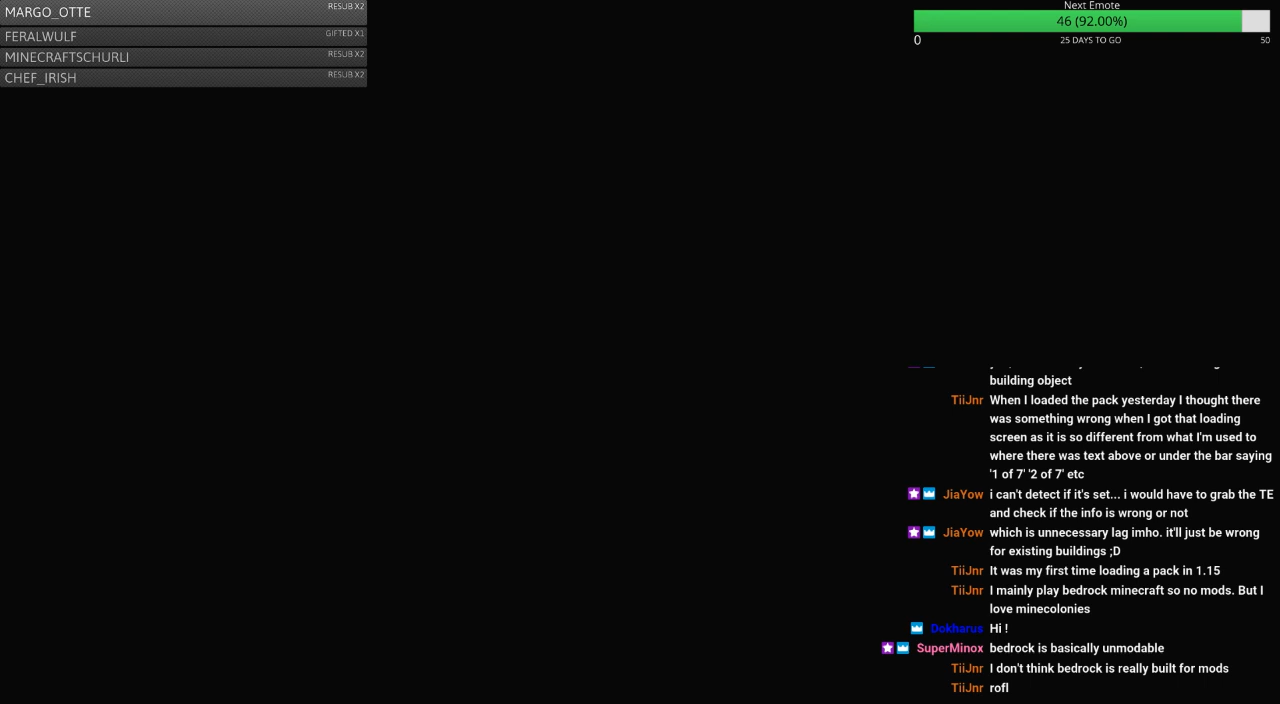 MARGO_OTTE RESUB X2
FERALWULF GIFTED X1
MINECRAFTSCHURLI RESUB X2
CHEF_IRISH RESUB X2
Next Emote
46 (92.00%)
0 25 DAYS TO GO 50
building object
TiiJnr When I loaded the pack yesterday I thought there
was something wrong when I got that loading
screen as it is so different from what I'm used to
where there was text above or under the bar saying
'1 of 7' '2 of 7' etc
JiaYow i can't detect if it's set... i would have to grab the TE
and check if the info is wrong or not
JiaYow which is unnecessary lag imho. it'll just be wrong
for existing buildings ;D
TiiJnr It was my first time loading a pack in 1.15
TiiJnr I mainly play bedrock minecraft so no mods. But I
love minecolonies
Dokharus Hi !
SuperMinox bedrock is basically unmodable
TiiJnr I don't think bedrock is really built for mods
TiiJnr rofl